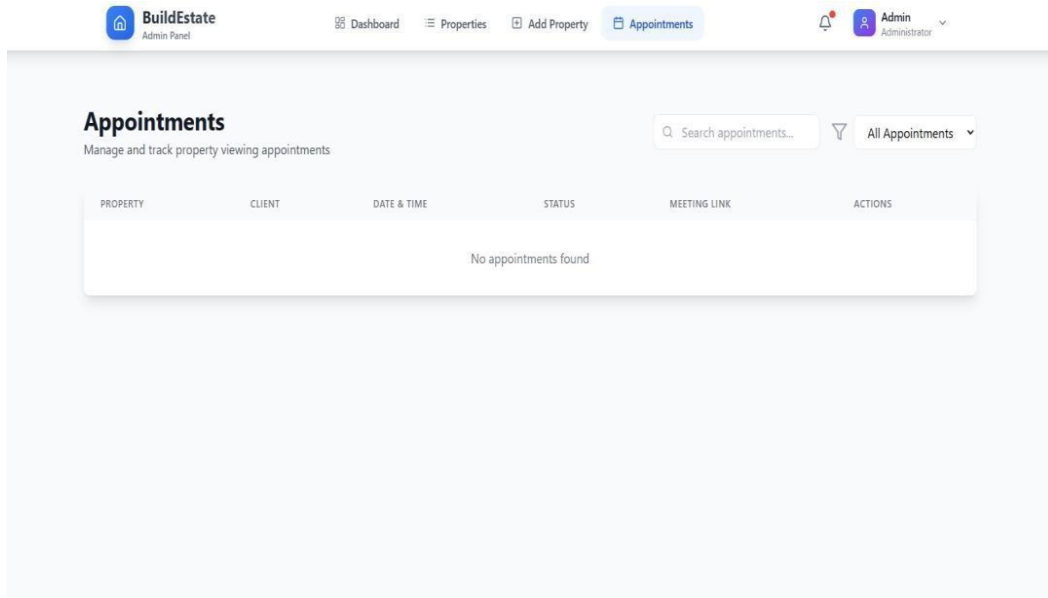 BuildEstate
Admin Panel
Dashboard
Properties
Add Property
Appointments
Admin
Administrator
Appointments
Manage and track property viewing appointments
Search appointments...
All Appointments
PROPERTY CLIENT DATE & TIME STATUS MEETING LINK ACTIONS
No appointments found